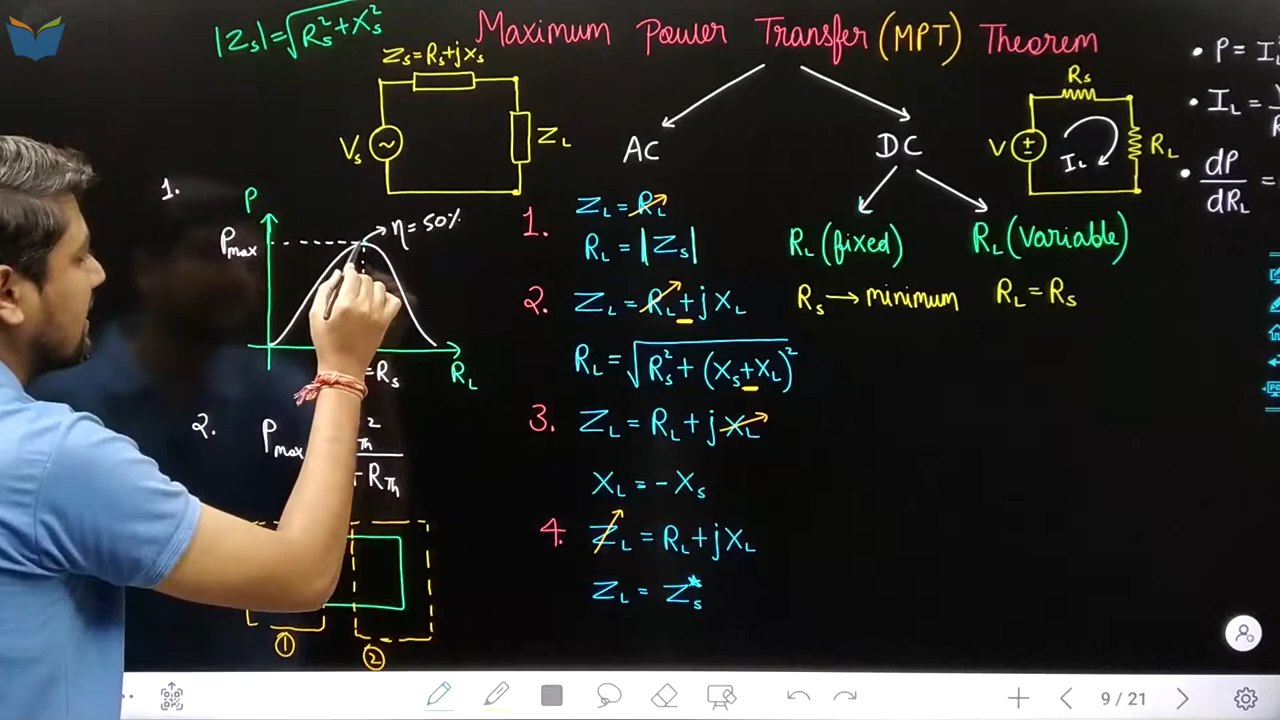 |Zs| = √Rs² + Xs²
Maximum Power Transfer (MPT) Theorem
Zs = Rs + jxs
Vs
ZL
AC
DC
V
Rs
RL
IL
• P = IL
• IL =
• dP/dRL =
1.
P
Pmax
η = 50%
= Rs
RL
2.
Pmax
Th
RTh
①
②
1. ZL = RL
RL = |Zs|
2. ZL = RL + jXL
RL = √Rs² + (Xs + XL)²
3. ZL = RL + jXL
XL = - Xs
4. ZL = RL + jXL
ZL = Zs*
RL (fixed)
Rs → minimum
RL (variable)
RL = Rs
9 / 21